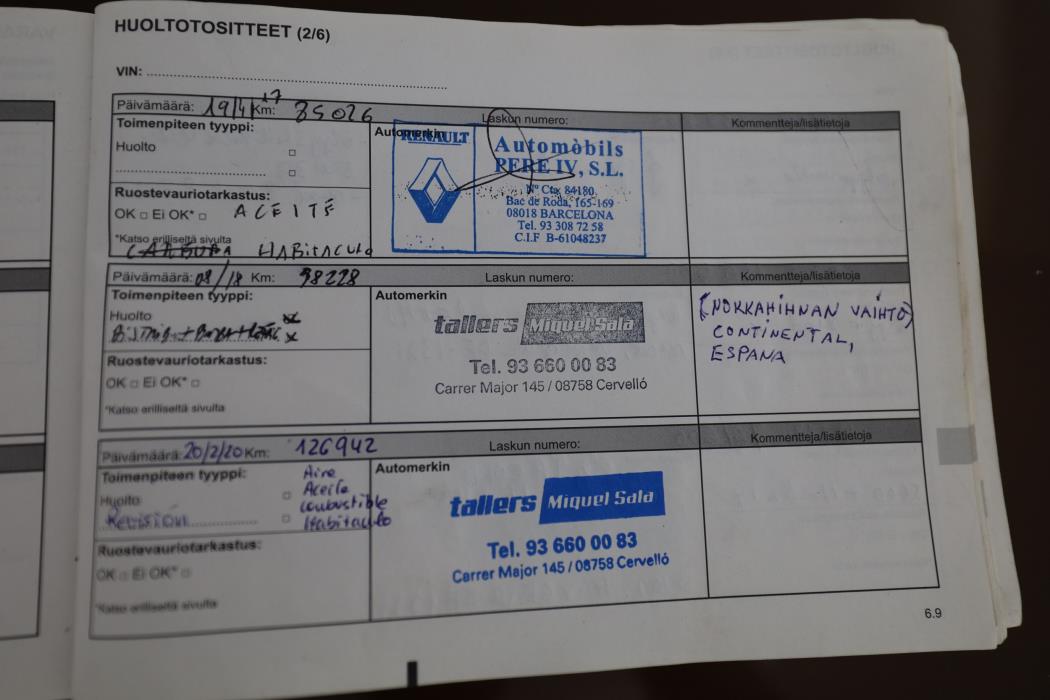 HUOLTOTOSITTEET (2/6)
VIN:
Päivämäärä: 19/4/17 Km: 85026 Laskun numero: Kommentteja/lisätietoja
Toimenpiteen tyyppi: Automerkin
Huolto
Ruostevauriotarkastus:
OK □ Ei OK* □ ACEITE
*Katso erilliseltä sivulta
HABITACULO
RENAULT
Automòbils
PERE IV, S.L.
Nº Cta. 84180
Bac de Roda, 165-169
08018 BARCELONA
Tel. 93 308 72 58
C.I.F B-61048237
Päivämäärä: 08/18 Km: 98228 Laskun numero: Kommentteja/lisätietoja
Toimenpiteen tyyppi: Automerkin
Huolto
Ruostevauriotarkastus:
OK □ Ei OK* □
*Katso erilliseltä sivulta
tallers Miquel Sala
Tel. 93 660 00 83
Carrer Major 145 / 08758 Cervelló
(NOKKAHIHNAN VAIHTO)
CONTINENTAL,
ESPANA
Päivämäärä: 20/2/20 Km: 126942 Laskun numero: Kommentteja/lisätietoja
Toimenpiteen tyyppi: Automerkin
Huolto
Revisión
Aire
Aceite
combustible
Habitaculo
Ruostevauriotarkastus:
OK □ Ei OK* □
*Katso erilliseltä sivulta
tallers Miquel Sala
Tel. 93 660 00 83
Carrer Major 145 / 08758 Cervelló
6.9